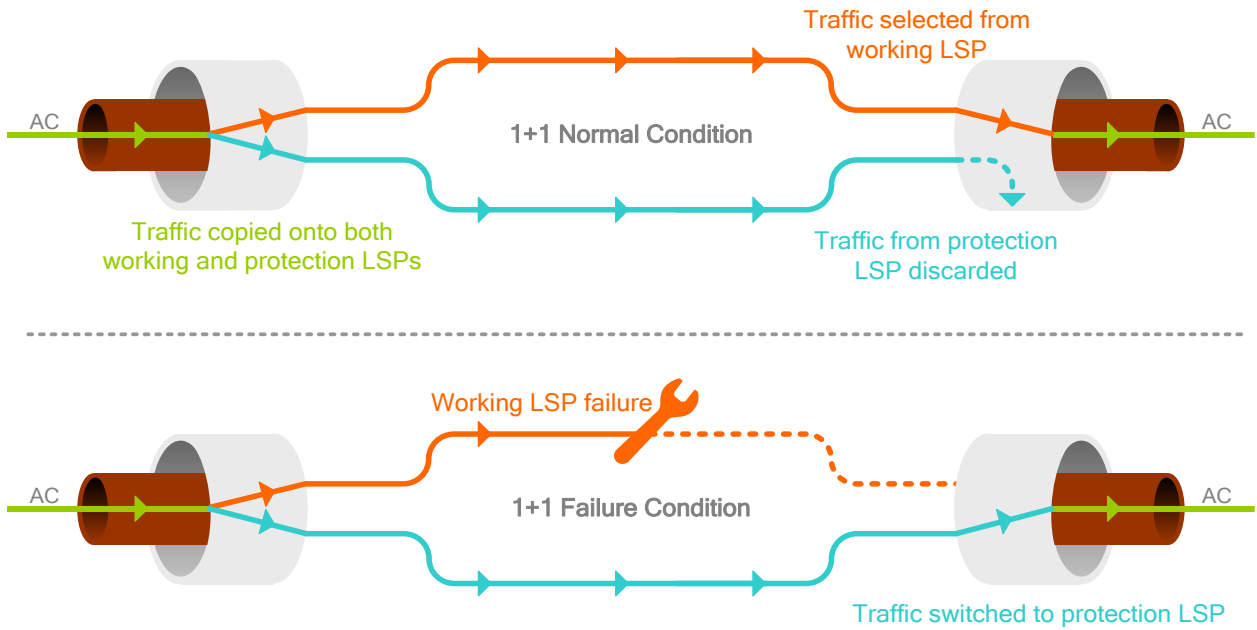 Traffic selected from
working LSP
AC
1+1 Normal Condition
AC
Traffic copied onto both
working and protection LSPs
Traffic from protection
LSP discarded
Working LSP failure
AC
1+1 Failure Condition
AC
Traffic switched to protection LSP